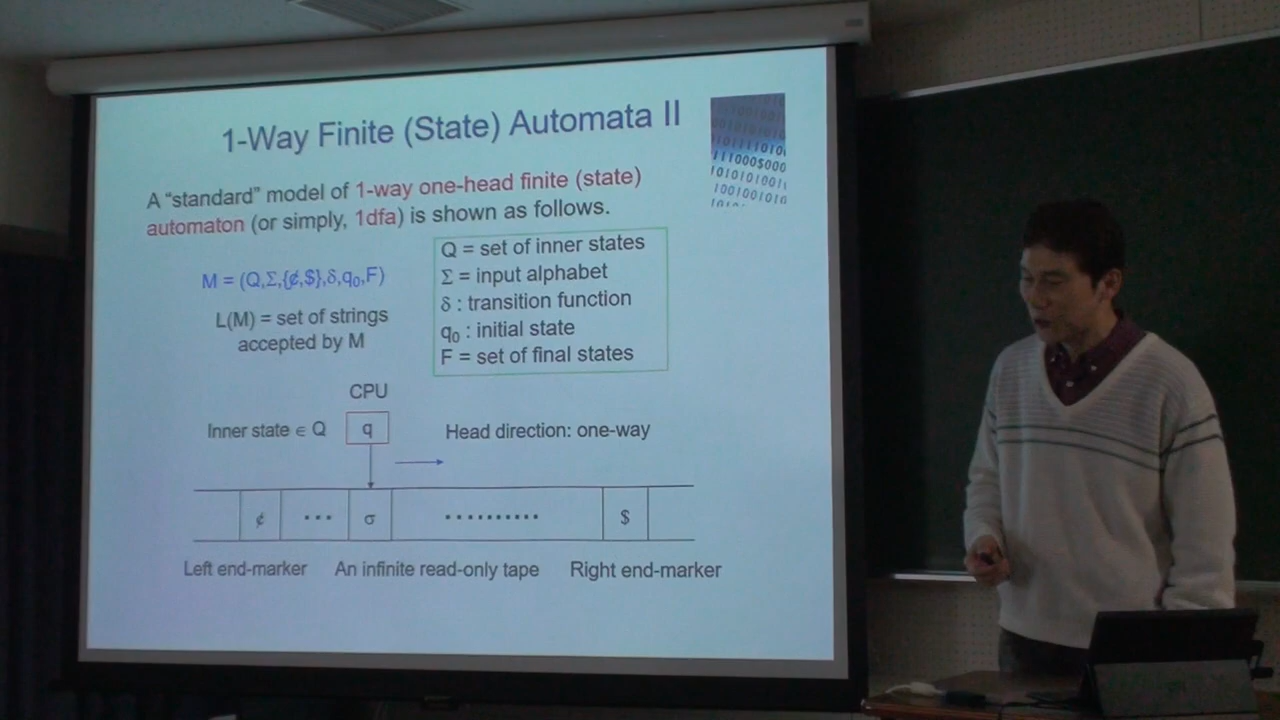 1-Way Finite (State) Automata II
A “standard” model of 1-way one-head finite (state)
automaton (or simply, 1dfa) is shown as follows.
M = (Q,Σ,{¢,$},δ,q₀,F)
L(M) = set of strings
accepted by M
Q = set of inner states
Σ = input alphabet
δ : transition function
q₀ : initial state
F = set of final states
CPU
Inner state ∈ Q
q
Head direction: one-way
¢ ··· σ ·········· $
Left end-marker
An infinite read-only tape
Right end-marker